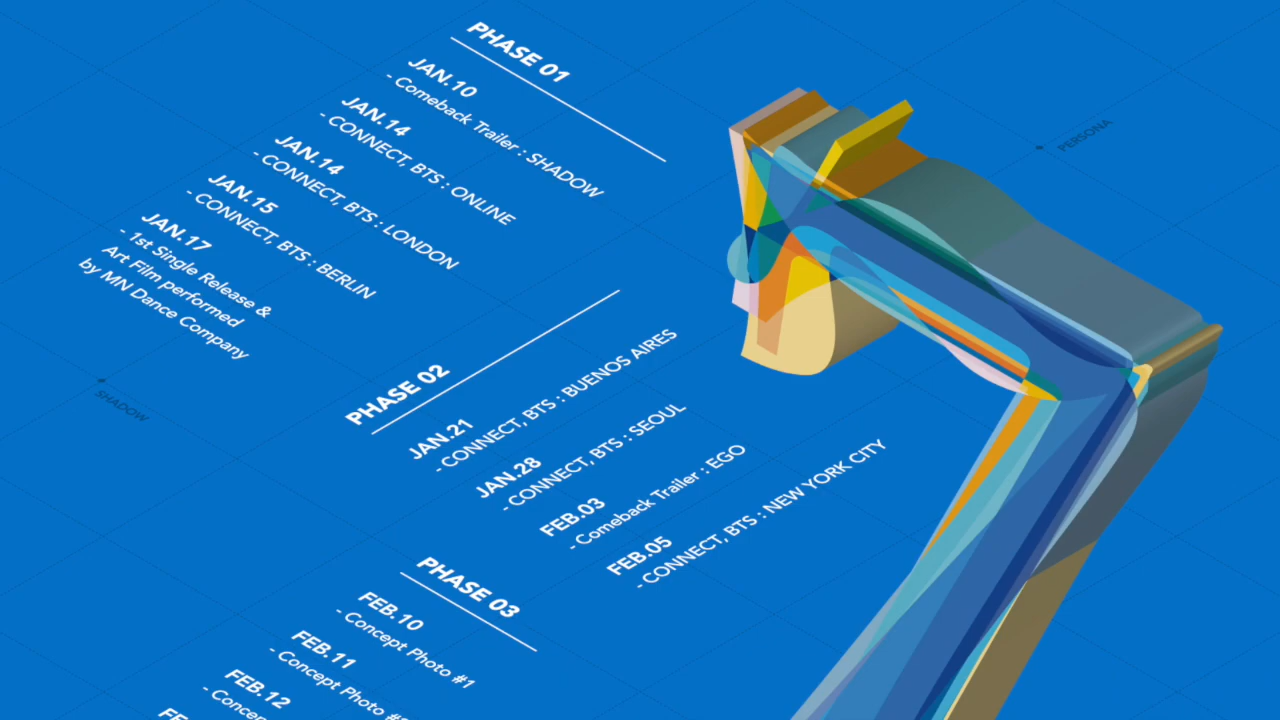 PHASE 01
JAN.10
- Comeback Trailer : SHADOW
JAN.14
- CONNECT, BTS : ONLINE
JAN.14
- CONNECT, BTS : LONDON
JAN.15
- CONNECT, BTS : BERLIN
JAN.17
- 1st Single Release &
Art Film performed
by MN Dance Company
PERSONA
SHADOW
PHASE 02
JAN.21
- CONNECT, BTS : BUENOS AIRES
JAN.28
- CONNECT, BTS : SEOUL
FEB.03
- Comeback Trailer : EGO
FEB.05
- CONNECT, BTS : NEW YORK CITY
PHASE 03
FEB.10
- Concept Photo #1
FEB.11
- Concept Photo
FEB.12